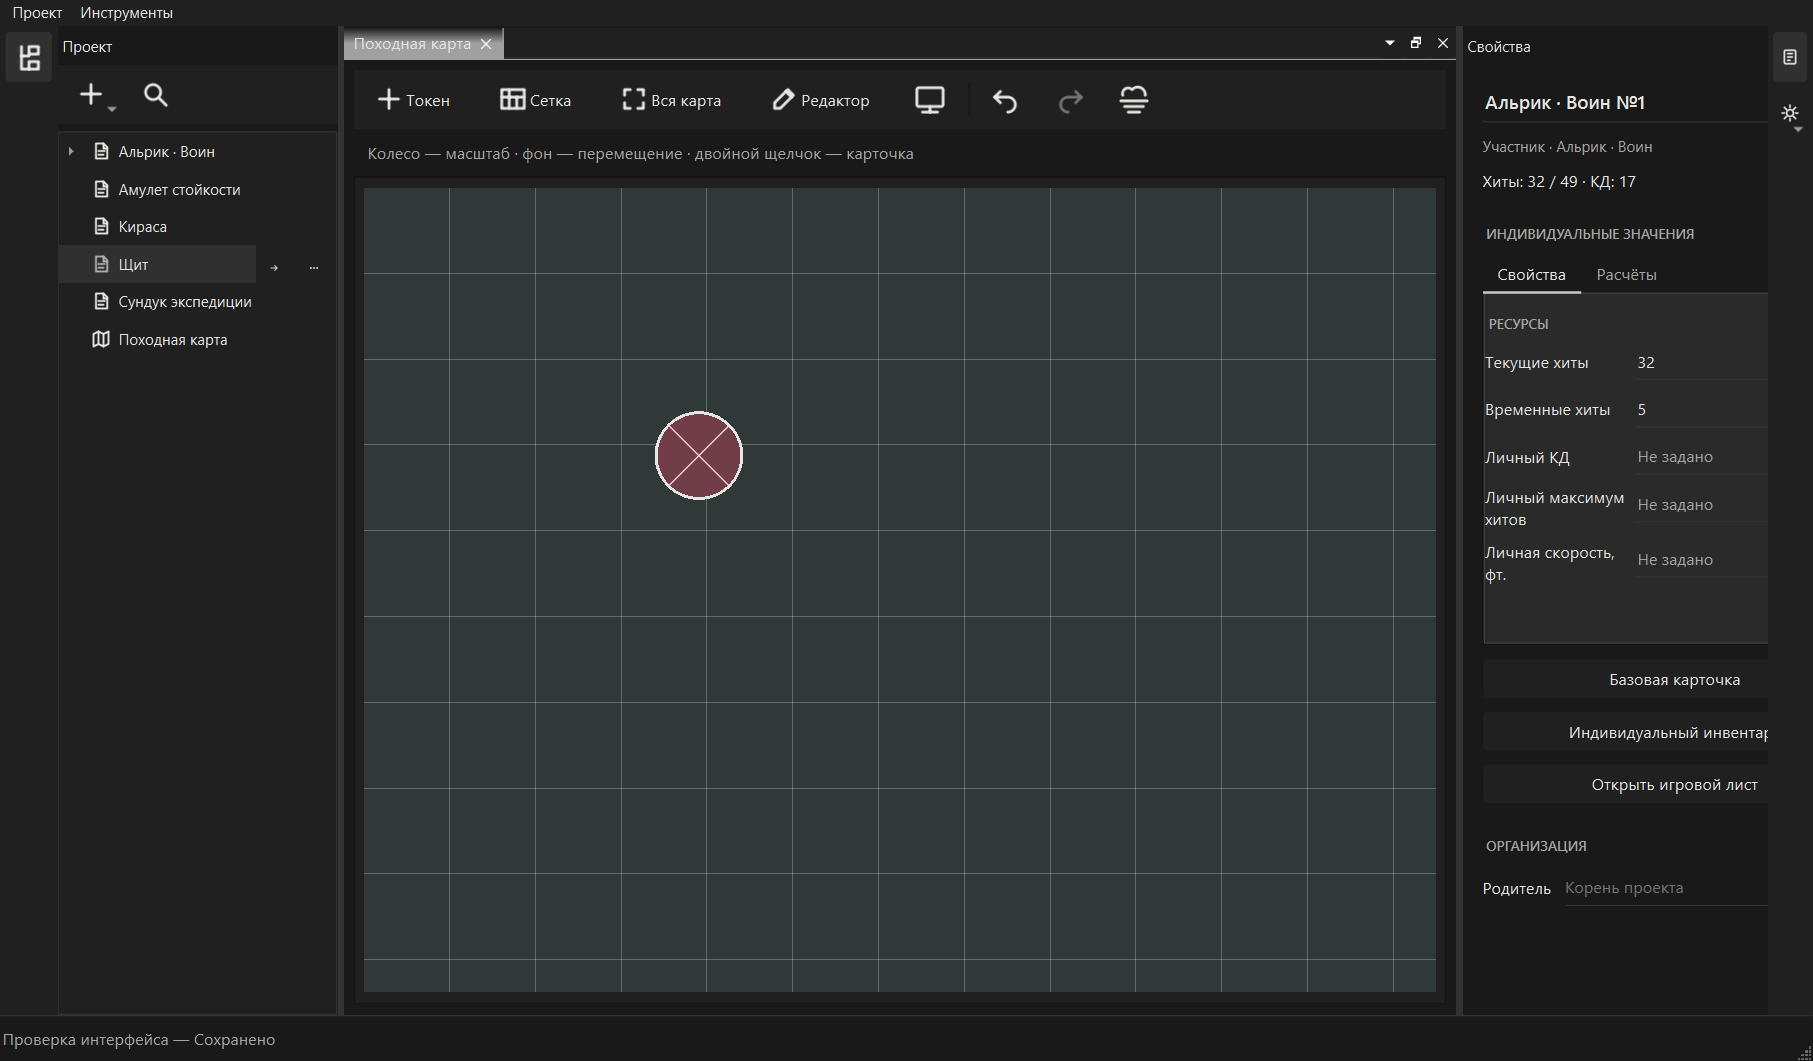 Проект Инструменты
Проект
Альрик · Воин
Амулет стойкости
Кираса
Щит → ...
Сундук экспедиции
Походная карта
Походная карта
Токен Сетка Вся карта Редактор
Колесо — масштаб · фон — перемещение · двойной щелчок — карточка
Свойства
Альрик · Воин №1
Участник · Альрик · Воин
Хиты: 32 / 49 · КД: 17
ИНДИВИДУАЛЬНЫЕ ЗНАЧЕНИЯ
Свойства Расчёты
РЕСУРСЫ
Текущие хиты 32
Временные хиты 5
Личный КД Не задано
Личный максимум
хитов Не задано
Личная скорость,
фт. Не задано
Базовая карточка
Индивидуальный инвентар
Открыть игровой лист
ОРГАНИЗАЦИЯ
Родитель Корень проекта
Проверка интерфейса — Сохранено